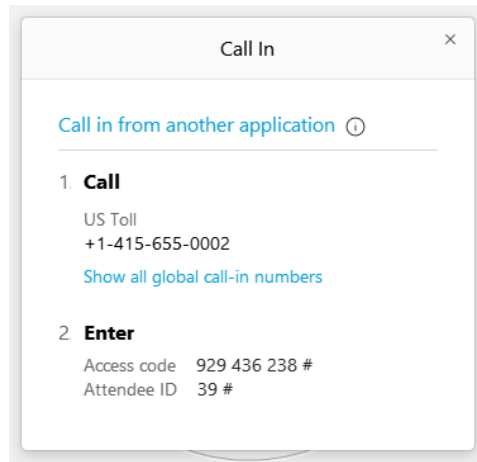 Call In
Call in from another application
1. Call
US Toll
+1-415-655-0002
Show all global call-in numbers
2. Enter
Access code 929 436 238 #
Attendee ID 39 #